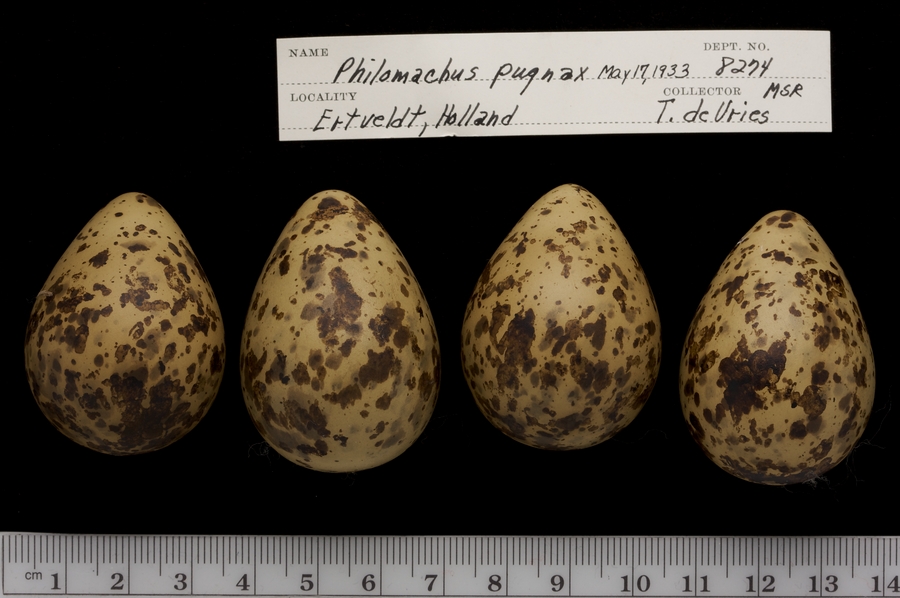 NAME DEPT. NO.
Philomachus pugnax May 17, 1933 8274
LOCALITY COLLECTOR MSR
Ertveldt, Holland T. de Vries
cm 1 2 3 4 5 6 7 8 9 10 11 12 13 14